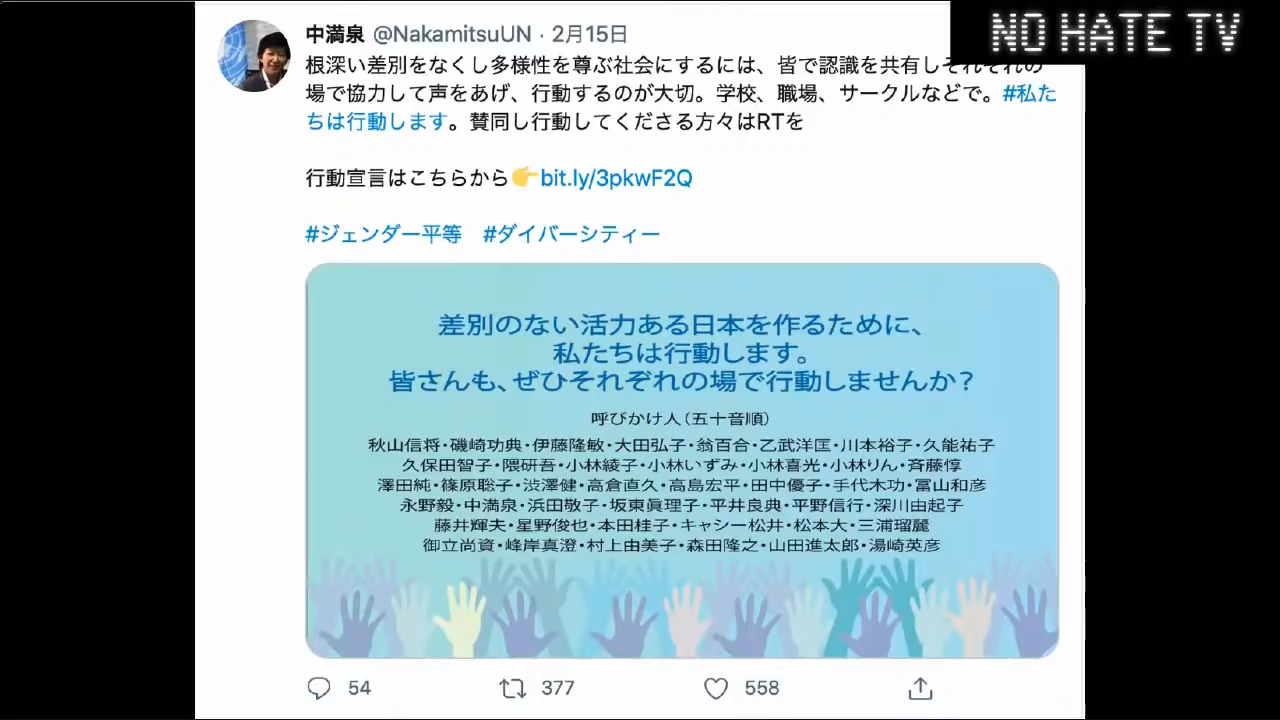 NO HATE TV
中満泉 @NakamitsuUN · 2月15日
根深い差別をなくし多様性を尊ぶ社会にするには、皆で認識を共有しそれぞれの
場で協力して声をあげ、行動するのが大切。学校、職場、サークルなどで。#私た
ちは行動します。賛同し行動してくださる方々はRTを
行動宣言はこちらから👉bit.ly/3pkwF2Q
#ジェンダー平等 #ダイバーシティー
差別のない活力ある日本を作るために、
私たちは行動します。
皆さんも、ぜひそれぞれの場で行動しませんか？
呼びかけ人(五十音順)
秋山信将・磯崎功典・伊藤隆敏・大田弘子・翁百合・乙武洋匡・川本裕子・久能祐子
久保田智子・隈研吾・小林綾子・小林いずみ・小林喜光・小林りん・斉藤惇
澤田純・篠原聡子・渋澤健・高倉直久・高島宏平・田中優子・手代木功・冨山和彦
永野毅・中満泉・浜田敬子・坂東眞理子・平井良典・平野信行・深川由起子
藤井輝夫・星野俊也・本田桂子・キャシー松井・松本大・三浦瑠麗
御立尚資・峰岸真澄・村上由美子・森田隆之・山田進太郎・湯崎英彦
54 377 558